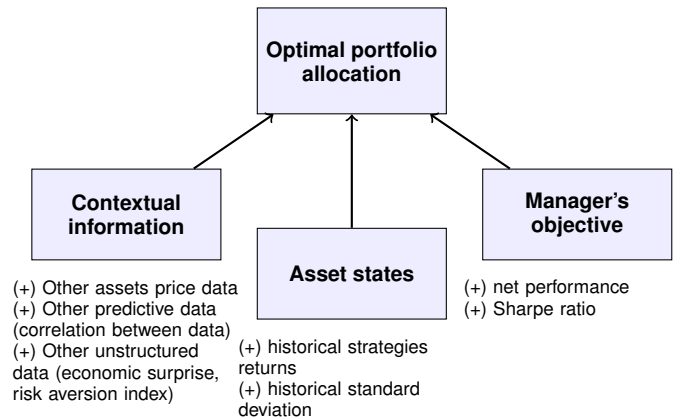 Optimal portfolio
allocation
Contextual
information
Manager's
objective
Asset states
(+) Other assets price data
(+) Other predictive data
(correlation between data)
(+) Other unstructured
data (economic surprise,
risk aversion index)
(+) historical strategies
returns
(+) historical standard
deviation
(+) net performance
(+) Sharpe ratio